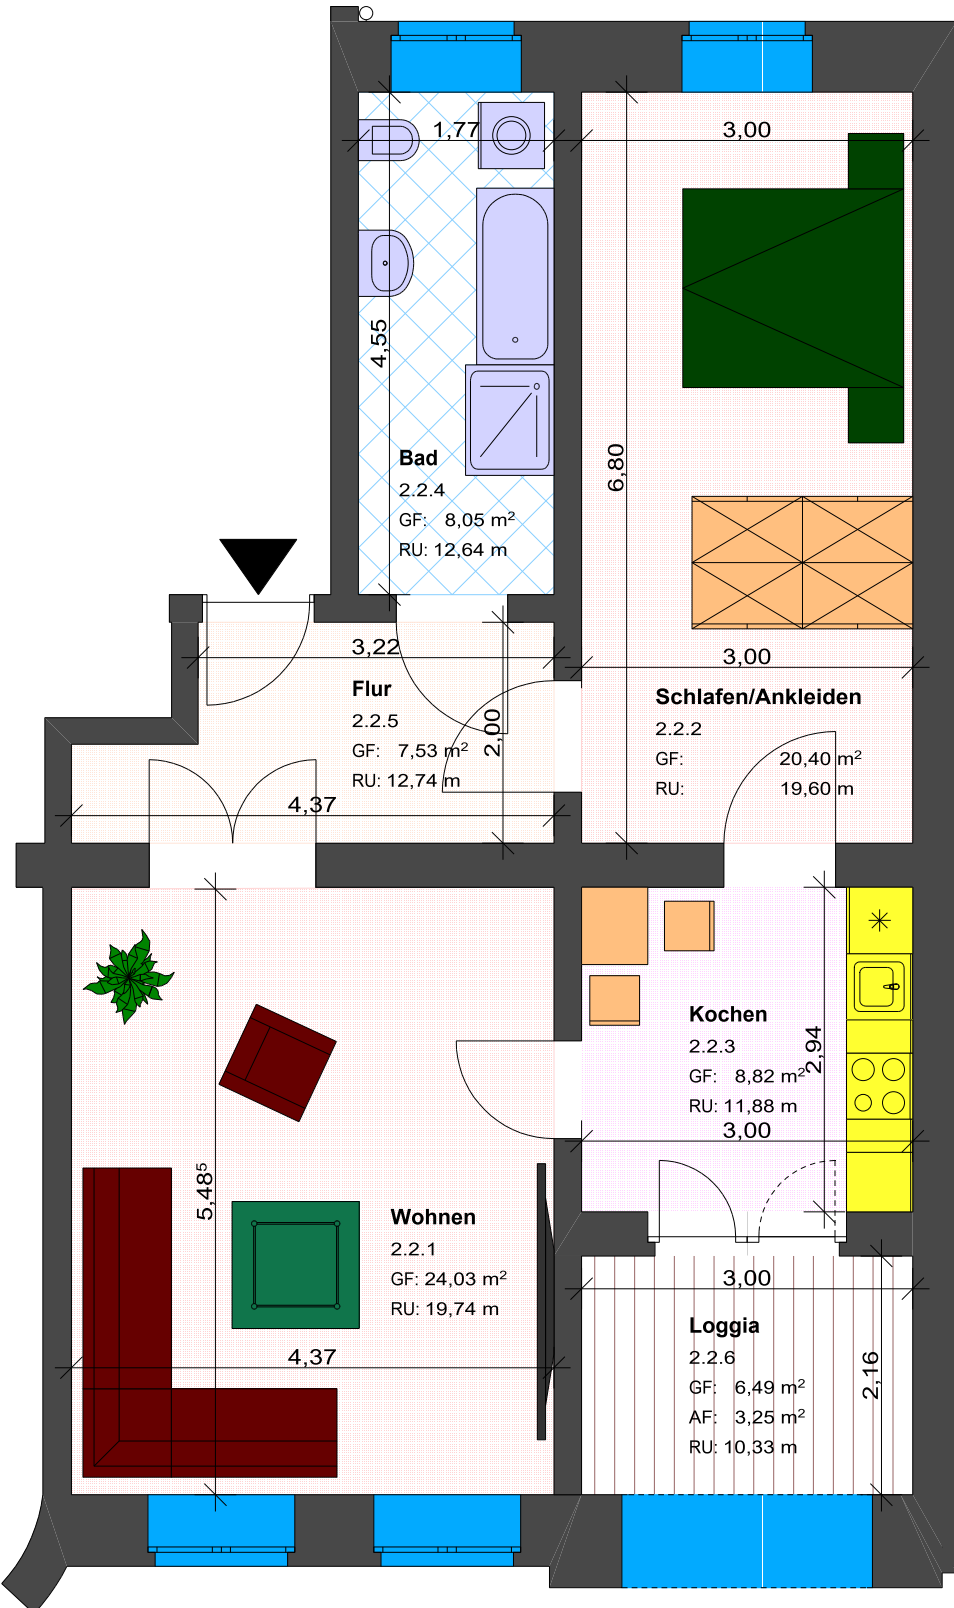 1,77
3,00
4,55
6,80
Bad
2.2.4
GF: 8,05 m²
RU: 12,64 m
3,22
3,00
Flur
2.2.5
GF: 7,53 m²
RU: 12,74 m
2,00
4,37
Schlafen/Ankleiden
2.2.2
GF: 20,40 m²
RU: 19,60 m
Kochen
2.2.3
GF: 8,82 m²
RU: 11,88 m
2,94
3,00
5,48⁵
Wohnen
2.2.1
GF: 24,03 m²
RU: 19,74 m
4,37
3,00
Loggia
2.2.6
GF: 6,49 m²
AF: 3,25 m²
RU: 10,33 m
2,16